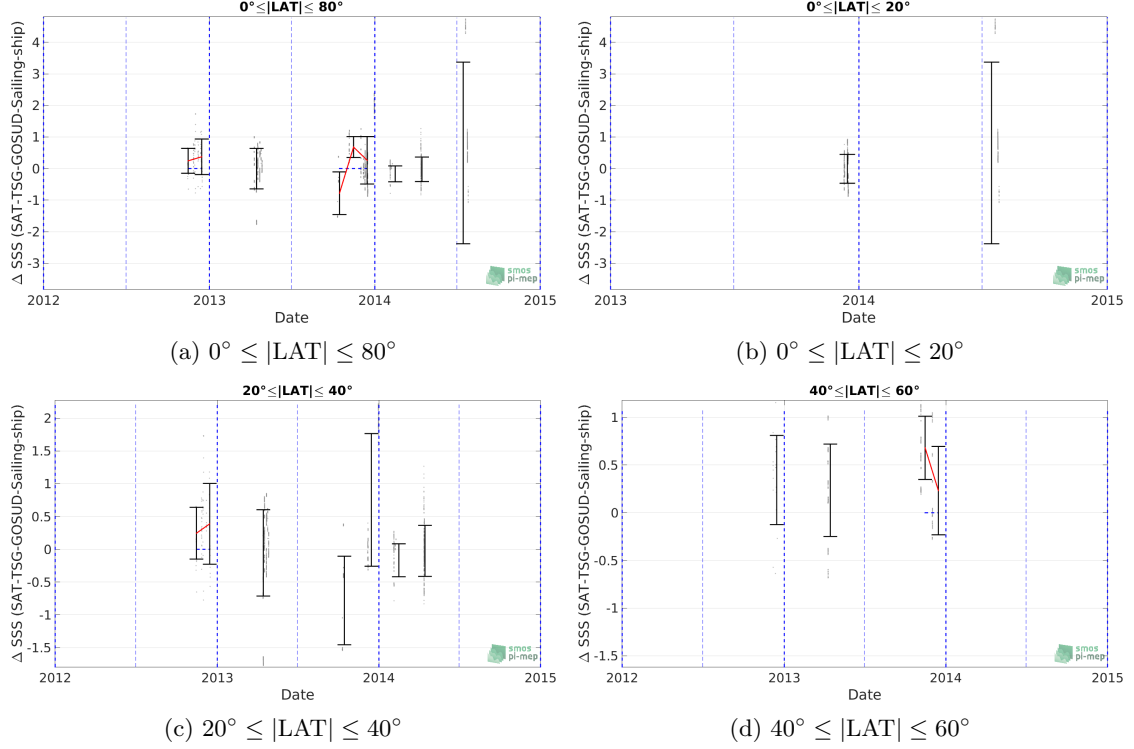 0°≤|LAT|≤ 80°
Δ SSS (SAT-TSG-GOSUD-Sailing-ship)
4
3
2
1
0
-1
-2
-3
2012 2013 2014 2015
Date
smos
pi-mep
(a) 0° ≤ |LAT| ≤ 80°
0°≤|LAT|≤ 20°
Δ SSS (SAT-TSG-GOSUD-Sailing-ship)
4
3
2
1
0
-1
-2
-3
2013 2014 2015
Date
smos
pi-mep
(b) 0° ≤ |LAT| ≤ 20°
20°≤|LAT|≤ 40°
Δ SSS (SAT-TSG-GOSUD-Sailing-ship)
2
1.5
1
0.5
0
-0.5
-1
-1.5
2012 2013 2014 2015
Date
smos
pi-mep
(c) 20° ≤ |LAT| ≤ 40°
40°≤|LAT|≤ 60°
Δ SSS (SAT-TSG-GOSUD-Sailing-ship)
1
0.5
0
-0.5
-1
-1.5
2012 2013 2014 2015
Date
smos
pi-mep
(d) 40° ≤ |LAT| ≤ 60°